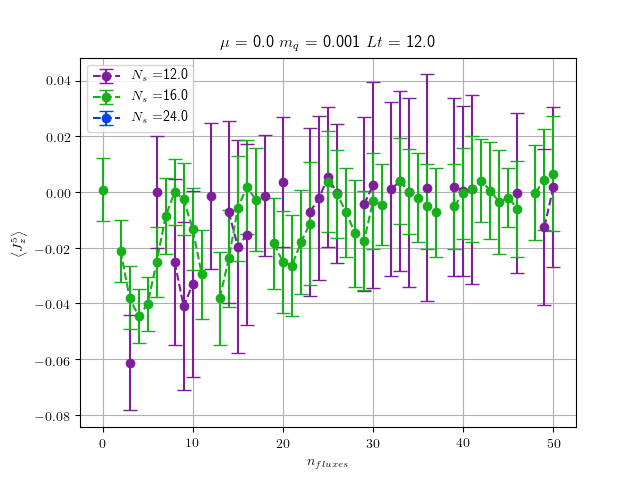 μ = 0.0 m_q = 0.001 Lt = 12.0
N_s =12.0
N_s =16.0
N_s =24.0
0.04
0.02
0.00
−0.02
−0.04
−0.06
−0.08
⟨J_z^5⟩
0 10 20 30 40 50
n_fluxes